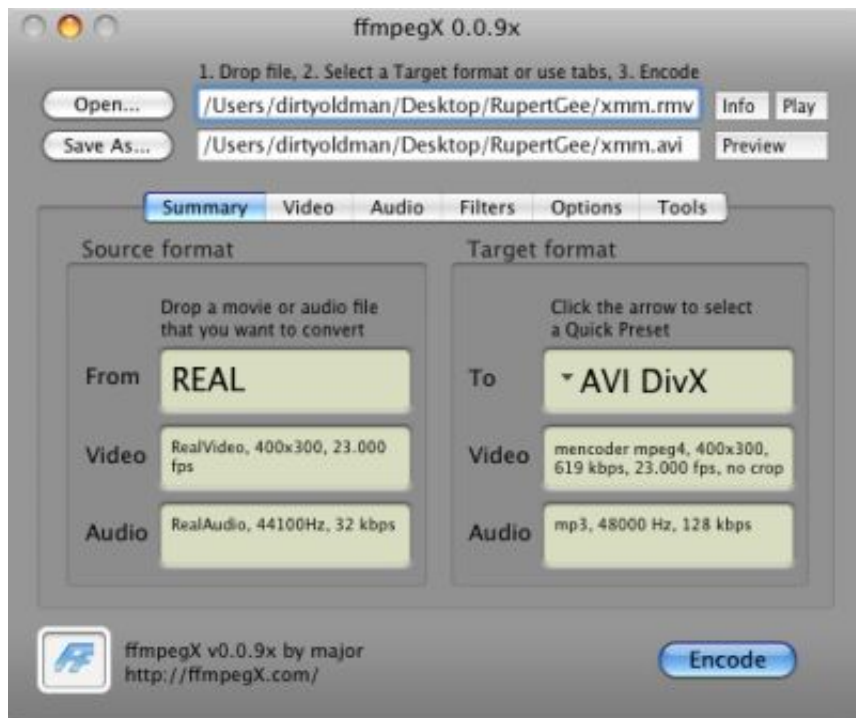 ffmpegX 0.0.9x
1. Drop file, 2. Select a Target format or use tabs, 3. Encode
Open... /Users/dirtyoldman/Desktop/RupertGee/xmm.rmv Info Play
Save As... /Users/dirtyoldman/Desktop/RupertGee/xmm.avi Preview
Summary Video Audio Filters Options Tools
Source format
Drop a movie or audio file
that you want to convert
From REAL
Video RealVideo, 400x300, 23.000
fps
Audio RealAudio, 44100Hz, 32 kbps
Target format
Click the arrow to select
a Quick Preset
To AVI DivX
Video mencoder mpeg4, 400x300,
619 kbps, 23.000 fps, no crop
Audio mp3, 48000 Hz, 128 kbps
ffmpegX v0.0.9x by major
http://ffmpegX.com/
Encode